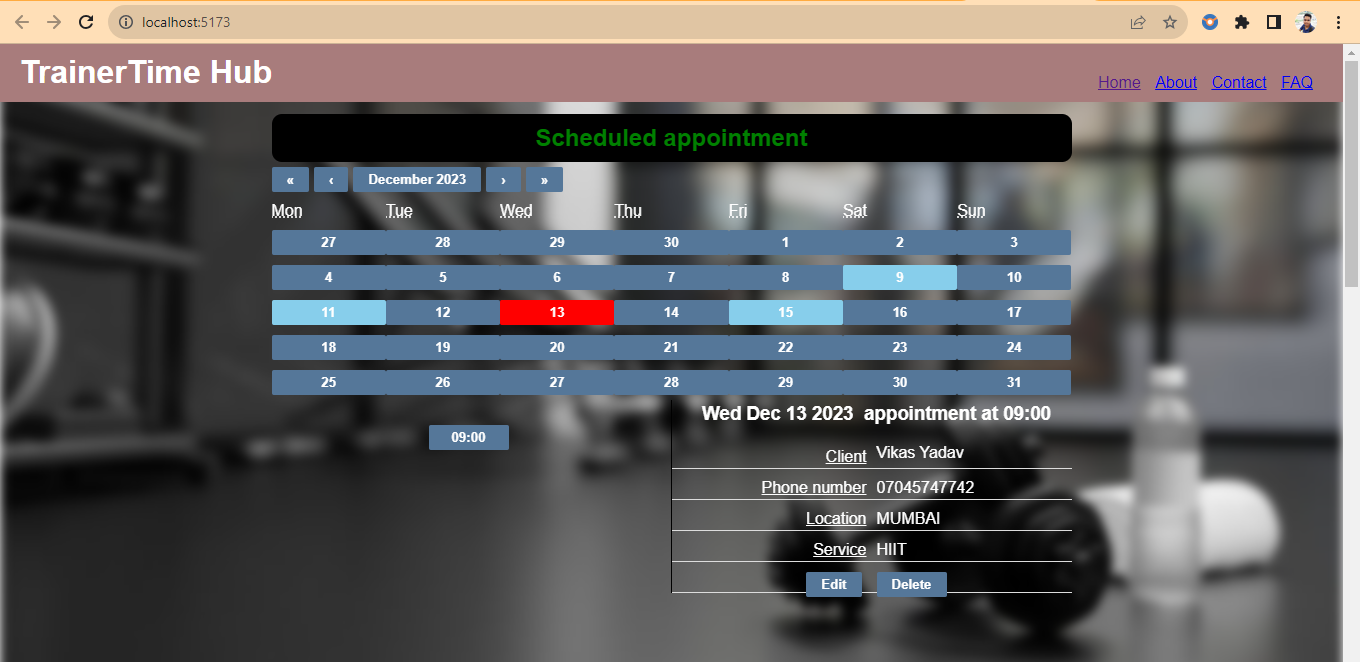 localhost:5173
TrainerTime Hub
Home About Contact FAQ
Scheduled appointment
« ‹ December 2023 › »
Mon Tue Wed Thu Fri Sat Sun
27 28 29 30 1 2 3
4 5 6 7 8 9 10
11 12 13 14 15 16 17
18 19 20 21 22 23 24
25 26 27 28 29 30 31
09:00
Wed Dec 13 2023 appointment at 09:00
Client Vikas Yadav
Phone number 07045747742
Location MUMBAI
Service HIIT
Edit Delete